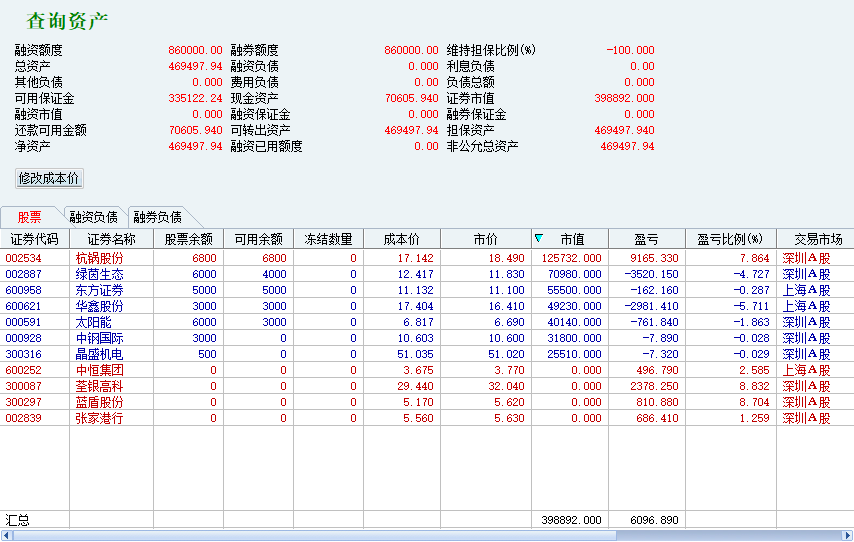 查询资产
融资额度 860000.00 融券额度 860000.00 维持担保比例(%) -100.000
总资产 469497.94 融资负债 0.000 利息负债 0.00
其他负债 0.000 费用负债 0.000 负债总额 0.000
可用保证金 335122.24 现金资产 70605.940 证券市值 398892.000
融资市值 0.000 融资保证金 0.000 融券保证金 0.000
还款可用金额 70605.940 可转出资产 469497.94 担保资产 469497.940
净资产 469497.94 融资已用额度 0.00 非公允总资产 469497.94
修改成本价
股票 融资负债 融券负债
证券代码 证券名称 股票余额 可用余额 冻结数量 成本价 市价 市值 盈亏 盈亏比例(%) 交易市场
002534 杭锅股份 6800 6800 0 17.142 18.490 125732.000 9165.330 7.864 深圳A股
002887 绿茵生态 6000 4000 0 12.417 11.830 70980.000 -3520.150 -4.727 深圳A股
600958 东方证券 5000 5000 0 11.132 11.100 55500.000 -162.160 -0.287 上海A股
600621 华鑫股份 3000 3000 0 17.404 16.410 49230.000 -2981.410 -5.711 上海A股
000591 太阳能 6000 3000 0 6.817 6.690 40140.000 -761.840 -1.863 深圳A股
000928 中钢国际 3000 0 0 10.603 10.600 31800.000 -7.890 -0.028 深圳A股
300316 晶盛机电 500 0 0 51.035 51.020 25510.000 -7.320 -0.029 深圳A股
600252 中恒集团 0 0 0 3.675 3.770 0.000 496.790 2.585 上海A股
300087 荃银高科 0 0 0 29.440 32.040 0.000 2378.250 8.832 深圳A股
300297 蓝盾股份 0 0 0 5.170 5.620 0.000 810.880 8.704 深圳A股
002839 张家港行 0 0 0 5.560 5.630 0.000 686.410 1.259 深圳A股
汇总 398892.000 6096.890